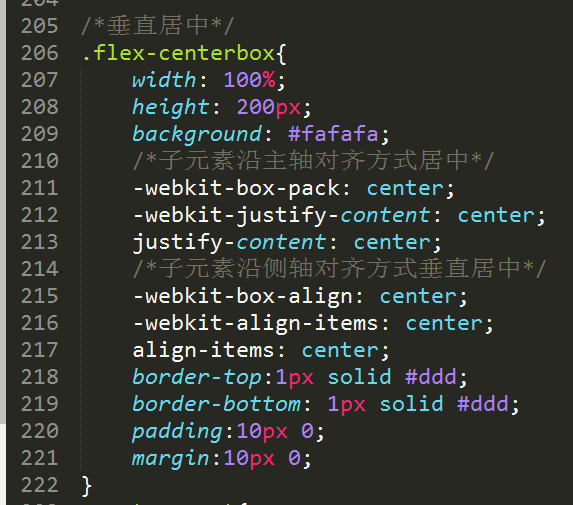 205 /*垂直居中*/
206 .flex-centerbox{
207     width: 100%;
208     height: 200px;
209     background: #fafafa;
210     /*子元素沿主轴对齐方式居中*/
211     -webkit-box-pack: center;
212     -webkit-justify-content: center;
213     justify-content: center;
214     /*子元素沿侧轴对齐方式垂直居中*/
215     -webkit-box-align: center;
216     -webkit-align-items: center;
217     align-items: center;
218     border-top:1px solid #ddd;
219     border-bottom: 1px solid #ddd;
220     padding:10px 0;
221     margin:10px 0;
222 }